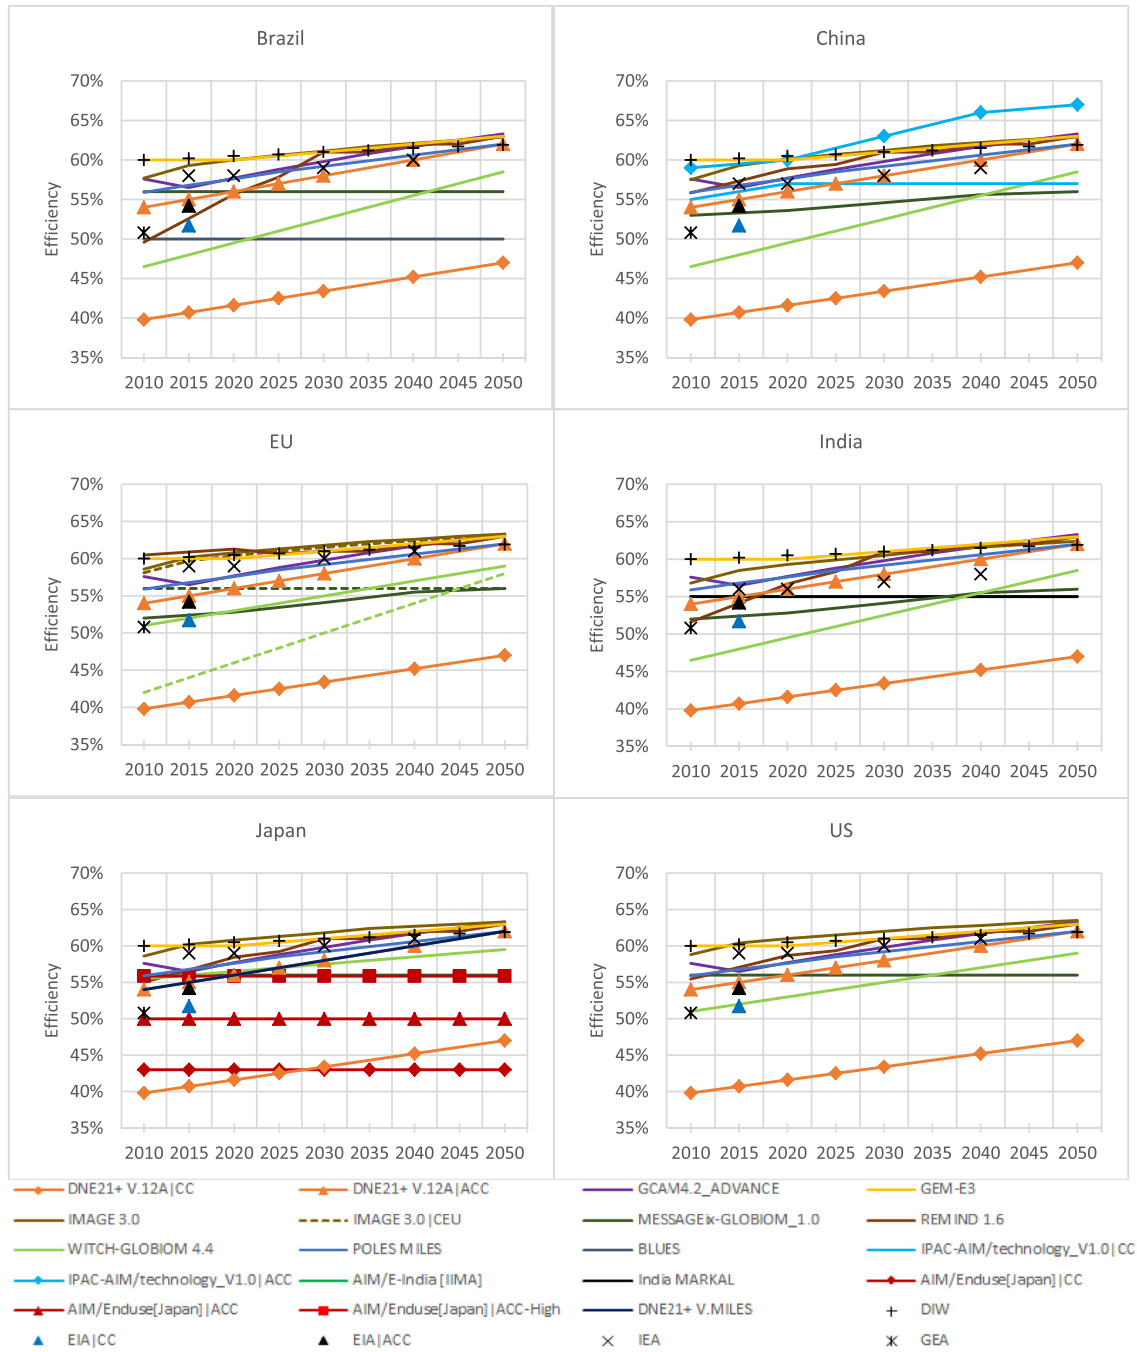 Brazil
China
70%
65%
60%
55%
50%
45%
40%
35%
Efficiency
2010 2015 2020 2025 2030 2035 2040 2045 2050
70%
65%
60%
55%
50%
45%
40%
35%
Efficiency
2010 2015 2020 2025 2030 2035 2040 2045 2050
EU
India
70%
65%
60%
55%
50%
45%
40%
35%
Efficiency
2010 2015 2020 2025 2030 2035 2040 2045 2050
70%
65%
60%
55%
50%
45%
40%
35%
Efficiency
2010 2015 2020 2025 2030 2035 2040 2045 2050
Japan
US
70%
65%
60%
55%
50%
45%
40%
35%
Efficiency
2010 2015 2020 2025 2030 2035 2040 2045 2050
70%
65%
60%
55%
50%
45%
40%
35%
Efficiency
2010 2015 2020 2025 2030 2035 2040 2045 2050
DNE21+ V.12A|CC DNE21+ V.12A|ACC GCAM4.2_ADVANCE GEM-E3
IMAGE 3.0 IMAGE 3.0 |CEU MESSAGEix-GLOBIOM_1.0 REMIND 1.6
WITCH-GLOBIOM 4.4 POLES MILES BLUES IPAC-AIM/technology_V1.0| CC
IPAC-AIM/technology_V1.0| ACC AIM/E-India [IIMA] India MARKAL AIM/Enduse[Japan]|CC
AIM/Enduse[Japan]|ACC AIM/Enduse[Japan]|ACC-High DNE21+ V.MILES DIW
EIA|CC EIA|ACC IEA GEA